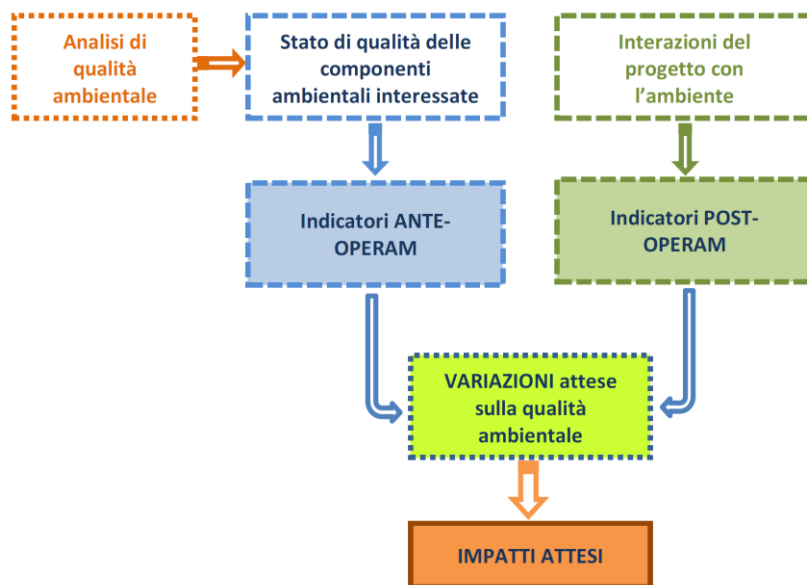 Analisi di
qualità
ambientale
Stato di qualità delle
componenti
ambientali interessate
Interazioni del
progetto con
l'ambiente
Indicatori ANTE-
OPERAM
Indicatori POST-
OPERAM
VARIAZIONI attese
sulla qualità
ambientale
IMPATTI ATTESI